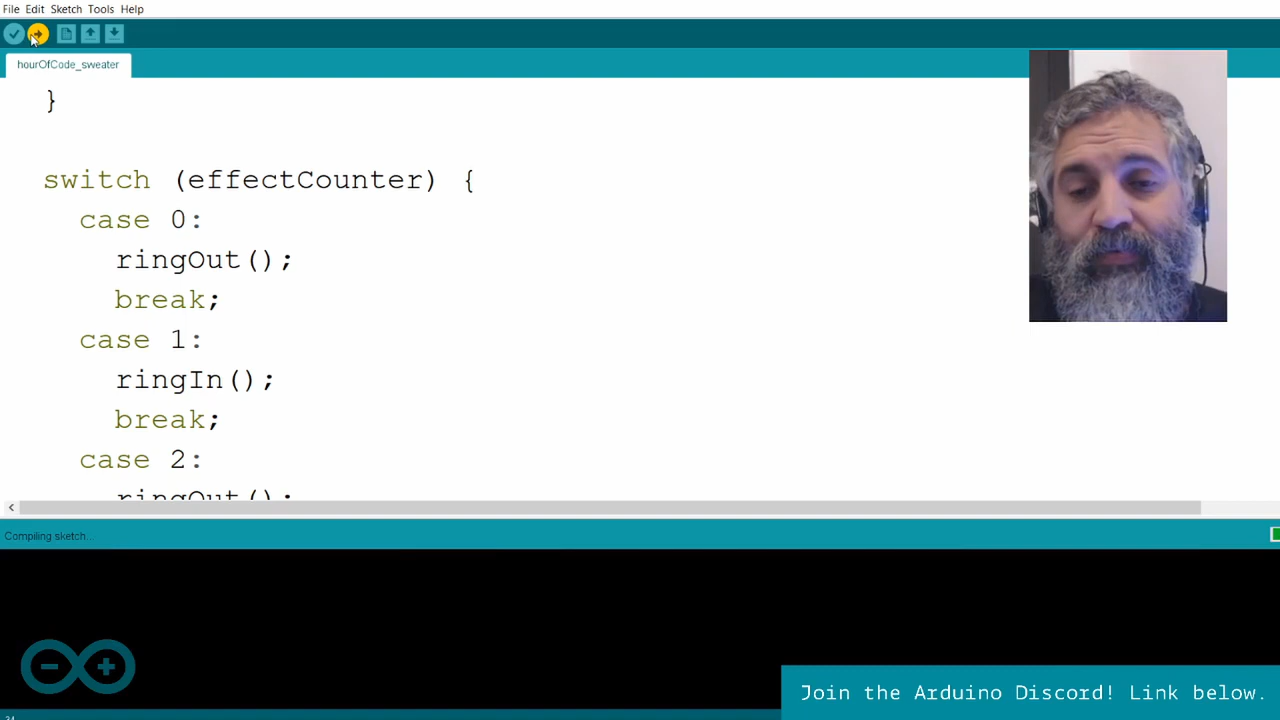 File Edit Sketch Tools Help
hourOfCode_sweater
}
switch (effectCounter) {
case 0:
ringOut();
break;
case 1:
ringIn();
break;
case 2:
ringOut();
Compiling sketch...
Join the Arduino Discord! Link below.